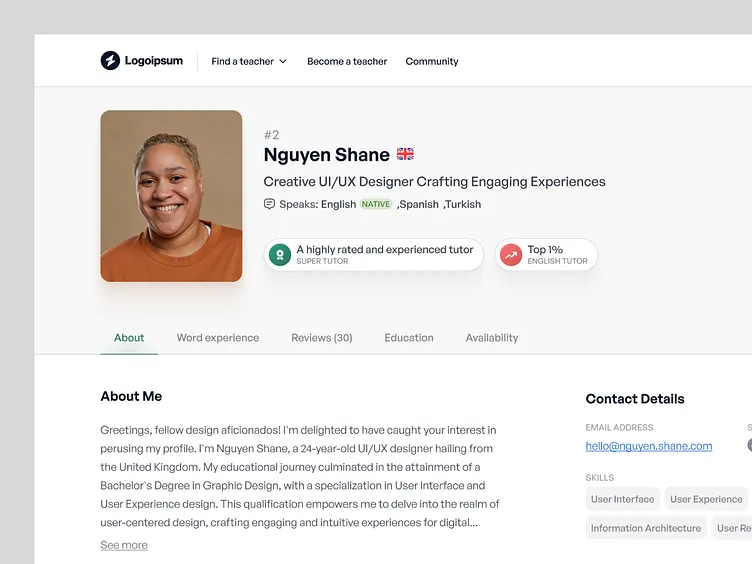 Logoipsum
Find a teacher
Become a teacher
Community
#2
Nguyen Shane
Creative UI/UX Designer Crafting Engaging Experiences
Speaks: English NATIVE ,Spanish ,Turkish
A highly rated and experienced tutor
SUPER TUTOR
Top 1%
ENGLISH TUTOR
About
Word experience
Reviews (30)
Education
Availability
About Me
Greetings, fellow design aficionados! I'm delighted to have caught your interest in
perusing my profile. I'm Nguyen Shane, a 24-year-old UI/UX designer hailing from
the United Kingdom. My educational journey culminated in the attainment of a
Bachelor's Degree in Graphic Design, with a specialization in User Interface and
User Experience design. This qualification empowers me to delve into the realm of
user-centered design, crafting engaging and intuitive experiences for digital...
See more
Contact Details
EMAIL ADDRESS
hello@nguyen.shane.com
SKILLS
User Interface
User Experience
Information Architecture
User Re